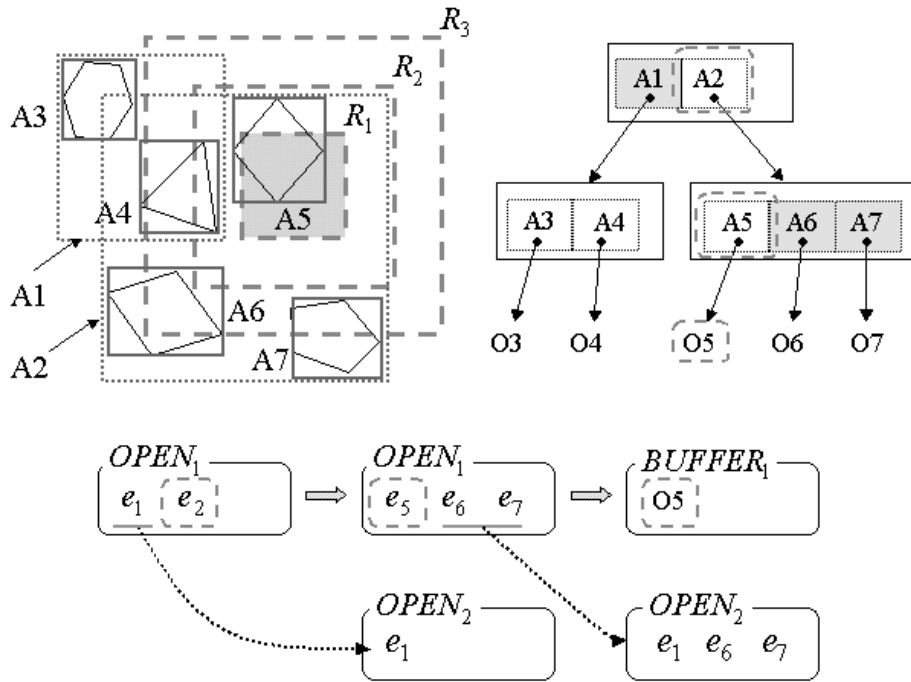 R₃
R₂
R₁
A3
A4
A5
A1
A2
A6
A7
A1 A2
A3 A4
A5 A6 A7
O3 O4 O5 O6 O7
OPEN₁
e₁ e₂
OPEN₁
e₅ e₆ e₇
BUFFER₁
O5
OPEN₂
e₁
OPEN₂
e₁ e₆ e₇